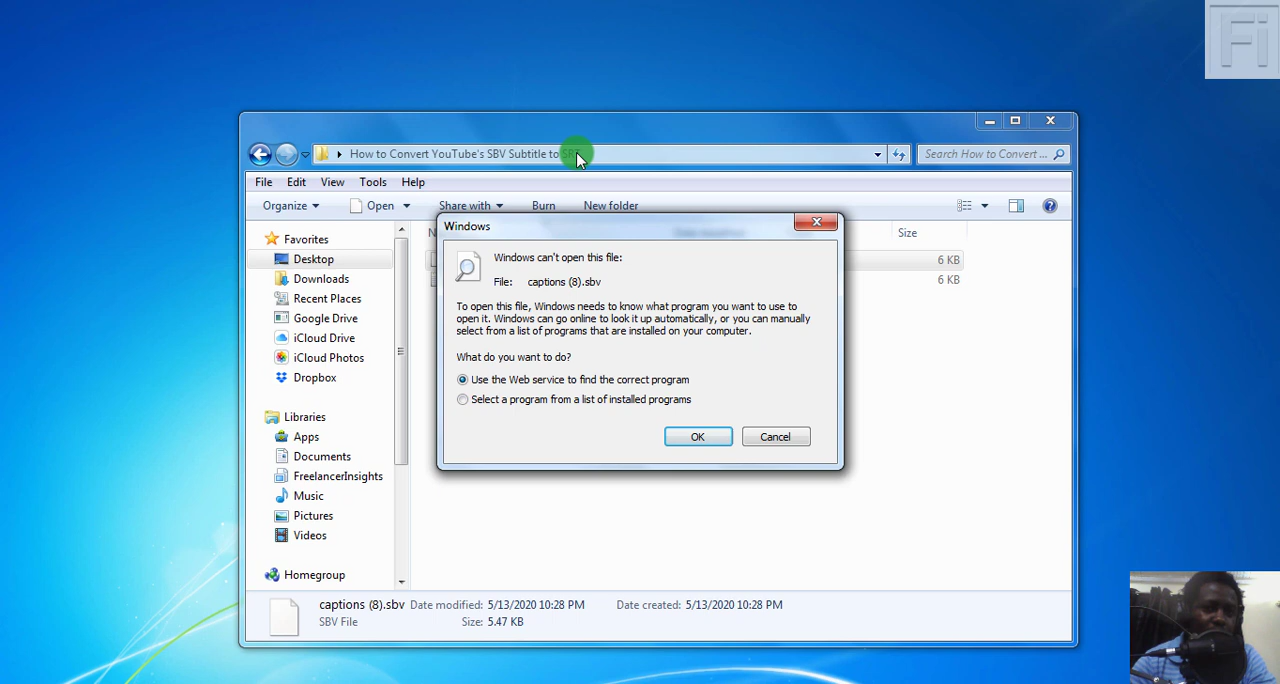 Fi
How to Convert YouTube's SBV Subtitle to SRT
Search How to Convert ...
File Edit View Tools Help
Organize Open Share with Burn New folder
Favorites
Desktop
Downloads
Recent Places
Google Drive
iCloud Drive
iCloud Photos
Dropbox
Libraries
Apps
Documents
FreelancerInsights
Music
Pictures
Videos
Homegroup
Size
6 KB
6 KB
Windows
Windows can't open this file:
File: captions (8).sbv
To open this file, Windows needs to know what program you want to use to
open it. Windows can go online to look it up automatically, or you can manually
select from a list of programs that are installed on your computer.
What do you want to do?
Use the Web service to find the correct program
Select a program from a list of installed programs
OK Cancel
captions (8).sbv Date modified: 5/13/2020 10:28 PM Date created: 5/13/2020 10:28 PM
SBV File Size: 5.47 KB